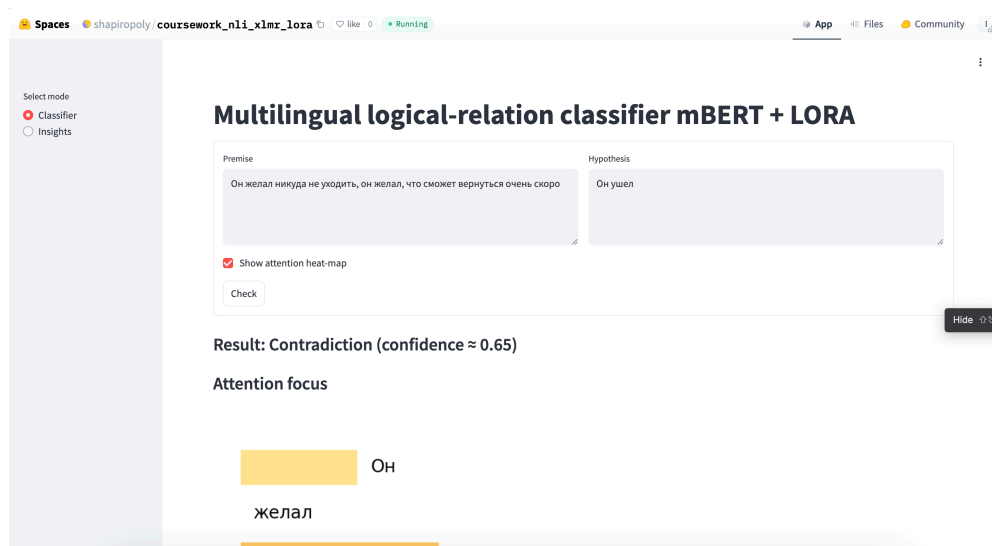 Spaces shapiropoly/coursework_nli_xlmr_lora like 0 Running App Files Community
Select mode
Classifier
Insights
Multilingual logical-relation classifier mBERT + LORA
Premise Hypothesis
Он желал никуда не уходить, он желал, что сможет вернуться очень скоро Он ушел
Show attention heat-map
Check
Hide
Result: Contradiction (confidence ≈ 0.65)
Attention focus
Он
желал